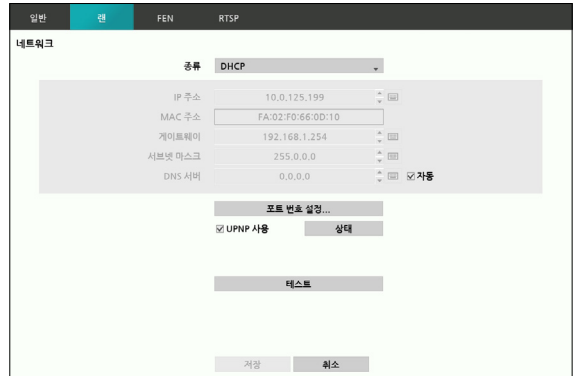 일반 랜 FEN RTSP
네트워크
종류 DHCP
IP 주소 10.0.125.199
MAC 주소 FA:02:F0:66:0D:10
게이트웨이 192.168.1.254
서브넷 마스크 255.0.0.0
DNS 서버 0.0.0.0 자동
포트 번호 설정...
UPNP 사용 상태
테스트
저장 취소